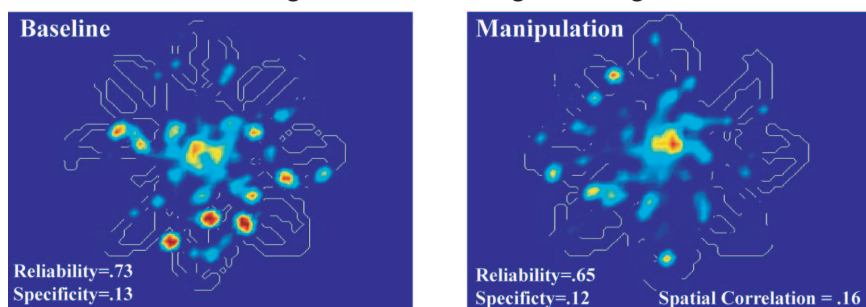 Baseline
Reliability=.73
Specificity=.13
Manipulation
Reliability=.65
Specificty=.12
Spatial Correlation = .16